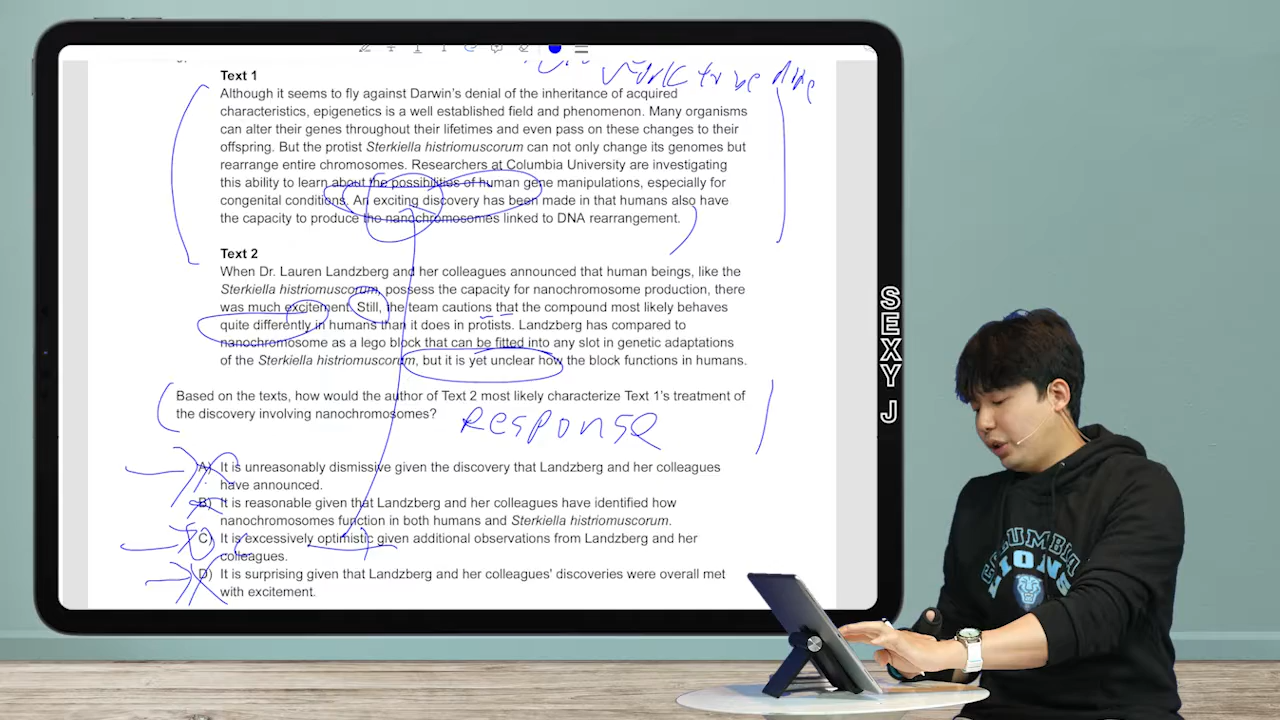 work to be done
Text 1
Although it seems to fly against Darwin's denial of the inheritance of acquired
characteristics, epigenetics is a well established field and phenomenon. Many organisms
can alter their genes throughout their lifetimes and even pass on these changes to their
offspring. But the protist Sterkiella histriomuscorum can not only change its genomes but
rearrange entire chromosomes. Researchers at Columbia University are investigating
this ability to learn about the possibilities of human gene manipulations, especially for
congenital conditions. An exciting discovery has been made in that humans also have
the capacity to produce the nanochromosomes linked to DNA rearrangement.
Text 2
When Dr. Lauren Landzberg and her colleagues announced that human beings, like the
Sterkiella histriomuscorum, possess the capacity for nanochromosome production, there
was much excitement. Still, the team cautions that the compound most likely behaves
quite differently in humans than it does in protists. Landzberg has compared to
nanochromosome as a lego block that can be fitted into any slot in genetic adaptations
of the Sterkiella histriomuscorum, but it is yet unclear how the block functions in humans.
Based on the texts, how would the author of Text 2 most likely characterize Text 1's treatment of
the discovery involving nanochromosomes?
Response
A) It is unreasonably dismissive given the discovery that Landzberg and her colleagues
have announced.
B) It is reasonable given that Landzberg and her colleagues have identified how
nanochromosomes function in both humans and Sterkiella histriomuscorum.
C) It is excessively optimistic given additional observations from Landzberg and her
colleagues.
D) It is surprising given that Landzberg and her colleagues' discoveries were overall met
with excitement.
SEXY J
COLUMBIA
LIONS